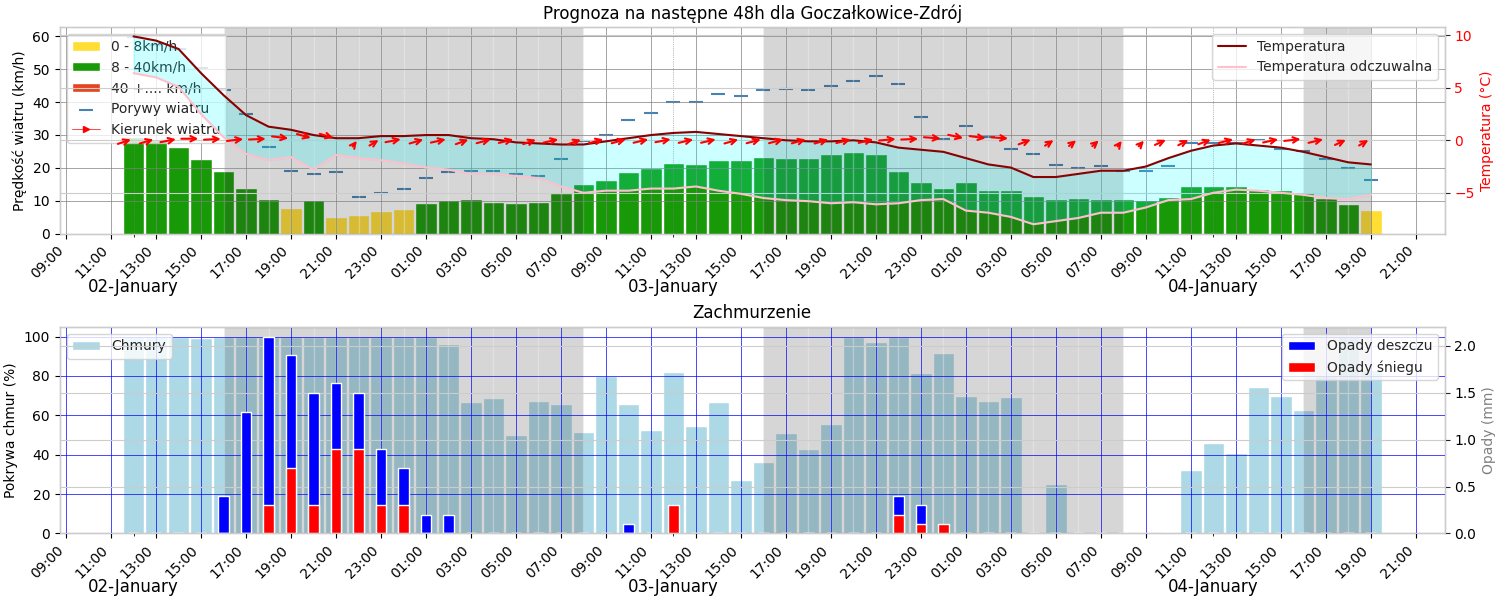 Prognoza na następne 48h dla Goczałkowice-Zdrój
Prędkość wiatru (km/h)
60
50
40
30
20
10
0
0 - 8km/h
8 - 40km/h
40 +.... km/h
Porywy wiatru
Kierunek wiatru
Temperatura
Temperatura odczuwalna
10
5
0
−5
Temperatura (°C)
09:00 11:00 13:00 15:00 17:00 19:00 21:00 23:00 01:00 03:00 05:00 07:00 09:00 11:00 13:00 15:00 17:00 19:00 21:00 23:00 01:00 03:00 05:00 07:00 09:00 11:00 13:00 15:00 17:00 19:00 21:00
02-January 03-January 04-January
Zachmurzenie
Pokrywa chmur (%)
100
80
60
40
20
0
Chmury
Opady deszczu
Opady śniegu
2.0
1.5
1.0
0.5
0.0
Opady (mm)
09:00 11:00 13:00 15:00 17:00 19:00 21:00 23:00 01:00 03:00 05:00 07:00 09:00 11:00 13:00 15:00 17:00 19:00 21:00 23:00 01:00 03:00 05:00 07:00 09:00 11:00 13:00 15:00 17:00 19:00 21:00
02-January 03-January 04-January